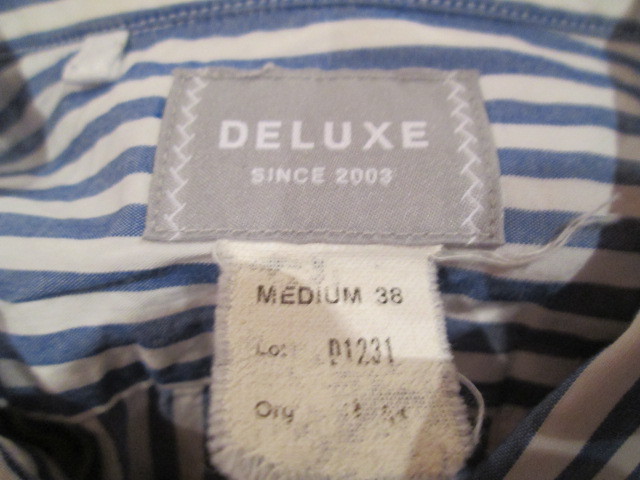 DELUXE
SINCE 2003
MEDIUM 38
Lot D1231
Org